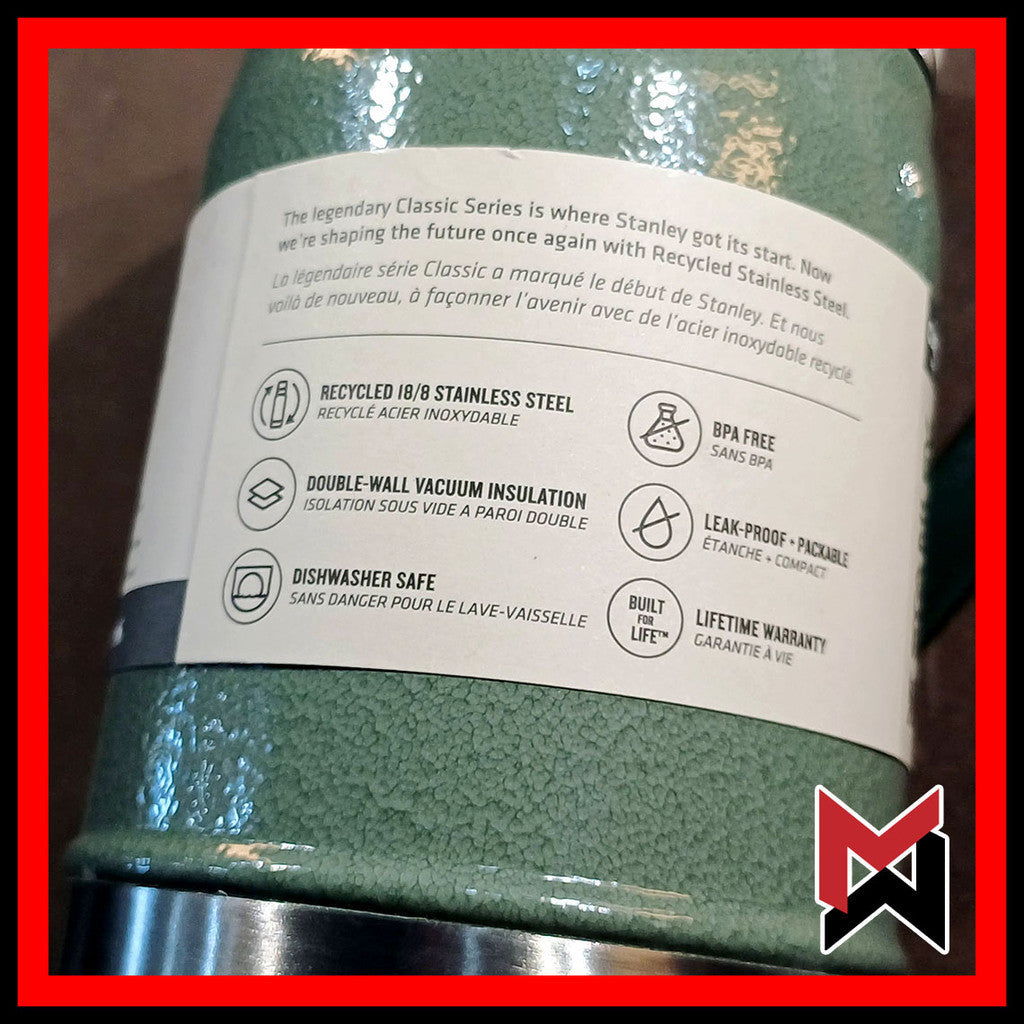 The legendary Classic Series is where Stanley got its start. Now
we're shaping the future once again with Recycled Stainless Steel.
La légendaire série Classic a marqué le début de Stanley. Et nous
voilà de nouveau, à façonner l'avenir avec de l'acier inoxydable recyclé.
RECYCLED 18/8 STAINLESS STEEL
RECYCLÉ ACIER INOXYDABLE
DOUBLE-WALL VACUUM INSULATION
ISOLATION SOUS VIDE A PAROI DOUBLE
DISHWASHER SAFE
SANS DANGER POUR LE LAVE-VAISSELLE
BPA FREE
SANS BPA
LEAK-PROOF + PACKABLE
ÉTANCHE + COMPACT
BUILT
FOR
LIFE™
LIFETIME WARRANTY
GARANTIE À VIE